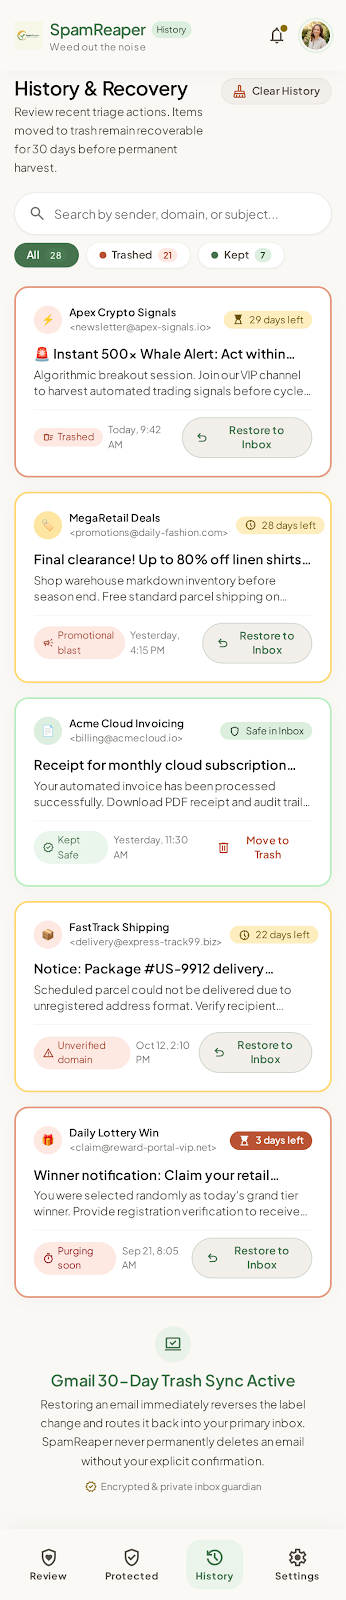 SpamReaper History
Weed out the noise
History & Recovery
Clear History
Review recent triage actions. Items
moved to trash remain recoverable
for 30 days before permanent
harvest.
Search by sender, domain, or subject...
All 28
Trashed 21
Kept 7
Apex Crypto Signals
<newsletter@apex-signals.io>
29 days left
🚨 Instant 500x Whale Alert: Act within...
Algorithmic breakout session. Join our VIP channel
to harvest automated trading signals before cycle...
Trashed
Today, 9:42
AM
Restore to
Inbox
MegaRetail Deals
<promotions@daily-fashion.com>
28 days left
Final clearance! Up to 80% off linen shirts...
Shop warehouse markdown inventory before
season end. Free standard parcel shipping on...
Promotional
blast
Yesterday,
4:15 PM
Restore to
Inbox
Acme Cloud Invoicing
<billing@acmecloud.io>
Safe in Inbox
Receipt for monthly cloud subscription...
Your automated invoice has been processed
successfully. Download PDF receipt and audit trail...
Kept
Safe
Yesterday, 11:30
AM
Move to
Trash
FastTrack Shipping
<delivery@express-track99.biz>
22 days left
Notice: Package #US-9912 delivery...
Scheduled parcel could not be delivered due to
unregistered address format. Verify recipient...
Unverified
domain
Oct 12, 2:10
PM
Restore to
Inbox
Daily Lottery Win
<claim@reward-portal-vip.net>
3 days left
Winner notification: Claim your retail...
You were selected randomly as today's grand tier
winner. Provide registration verification to receive...
Purging
soon
Sep 21, 8:05
AM
Restore to
Inbox
Gmail 30-Day Trash Sync Active
Restoring an email immediately reverses the label
change and routes it back into your primary inbox.
SpamReaper never permanently deletes an email
without your explicit confirmation.
Encrypted & private inbox guardian
Review
Protected
History
Settings